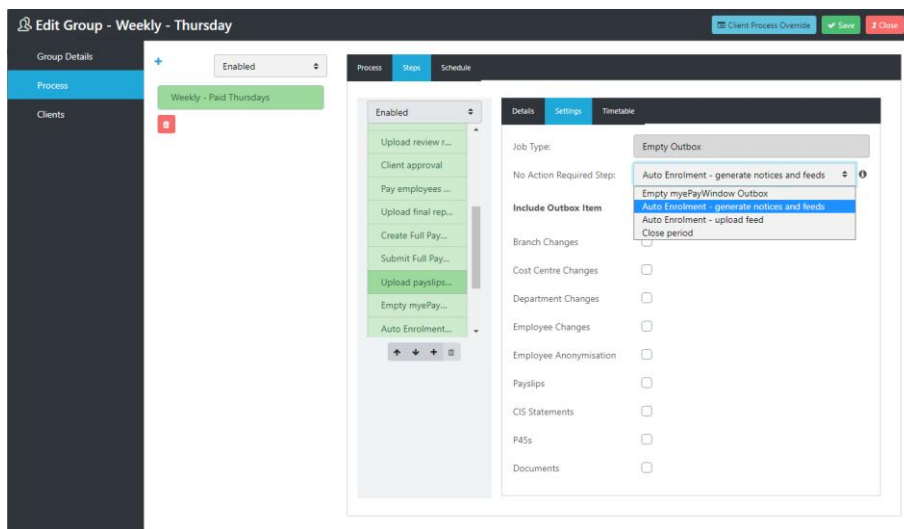 Edit Group - Weekly - Thursday
Client Process Override
Save
Close
Group Details
Process
Clients
Enabled
Weekly - Paid Thursdays
Process
Steps
Schedule
Enabled
Upload review r...
Client approval
Pay employees ...
Upload final rep...
Create Full Pay...
Submit Full Pay...
Upload payslips...
Empty myePay...
Auto Enrolment...
Details
Settings
Timetable
Job Type:
Empty Outbox
No Action Required Step:
Auto Enrolment - generate notices and feeds
Empty myePayWindow Outbox
Auto Enrolment - generate notices and feeds
Auto Enrolment - upload feed
Close period
Include Outbox Item
Branch Changes
Cost Centre Changes
Department Changes
Employee Changes
Employee Anonymisation
Payslips
CIS Statements
P45s
Documents